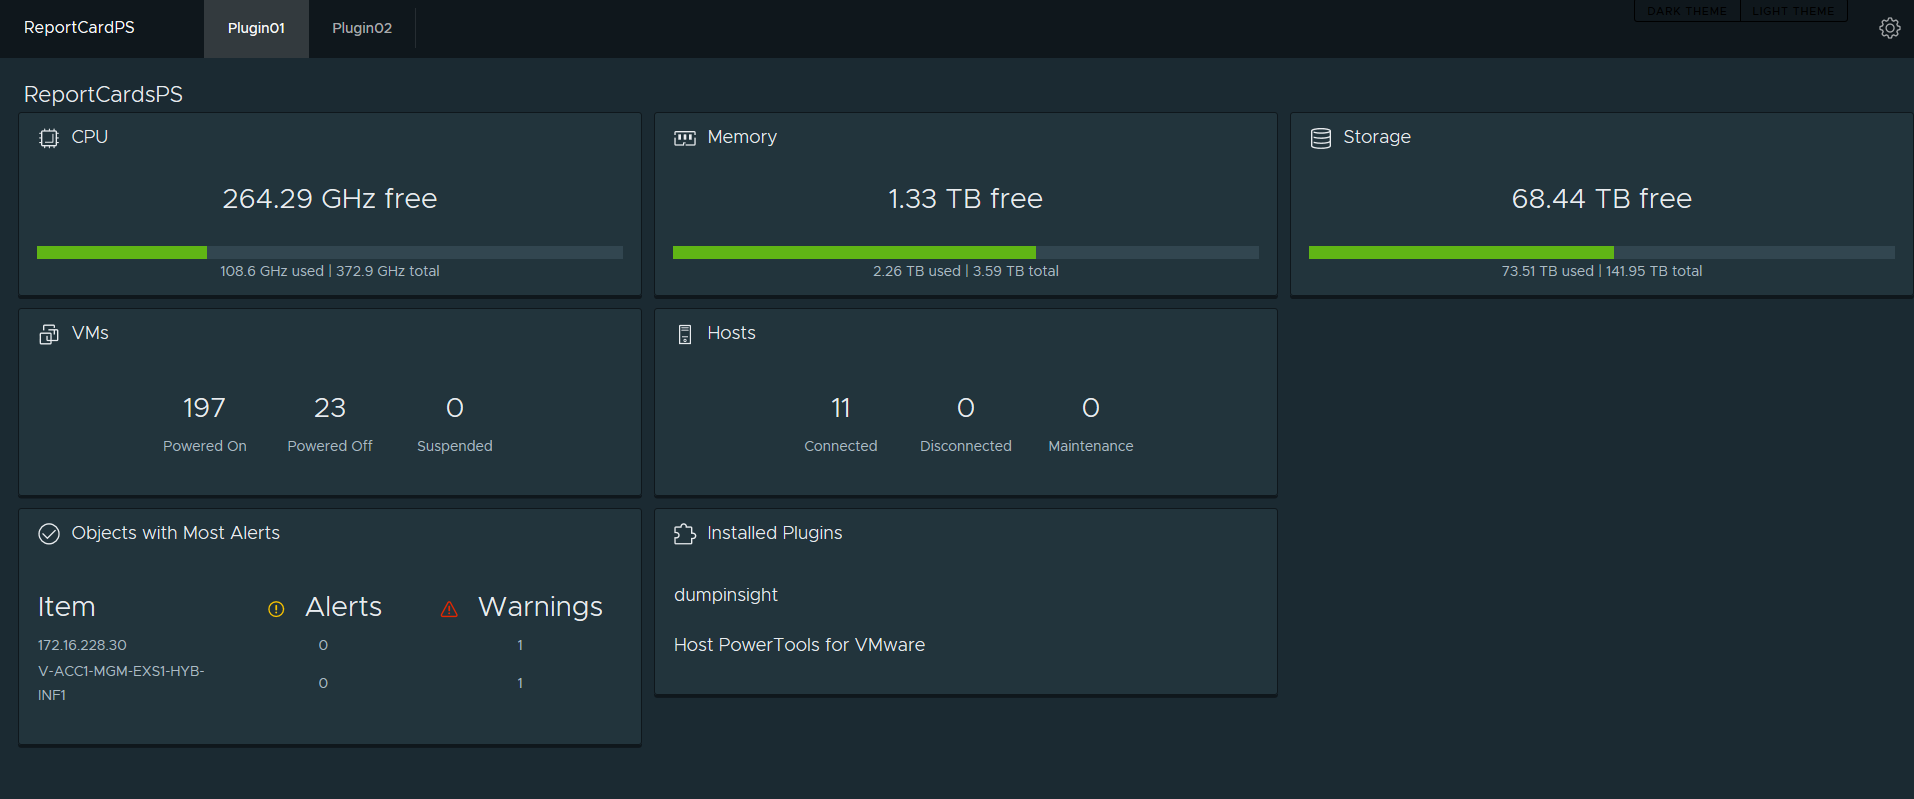 ReportCardPS
Plugin01
Plugin02
DARK THEME
LIGHT THEME
ReportCardsPS
CPU
264.29 GHz free
108.6 GHz used | 372.9 GHz total
Memory
1.33 TB free
2.26 TB used | 3.59 TB total
Storage
68.44 TB free
73.51 TB used | 141.95 TB total
VMs
197 23 0
Powered On Powered Off Suspended
Hosts
11 0 0
Connected Disconnected Maintenance
Objects with Most Alerts
Item Alerts Warnings
172.16.228.30 0 1
V-ACC1-MGM-EXS1-HYB-
INF1
0 1
Installed Plugins
dumpinsight
Host PowerTools for VMware